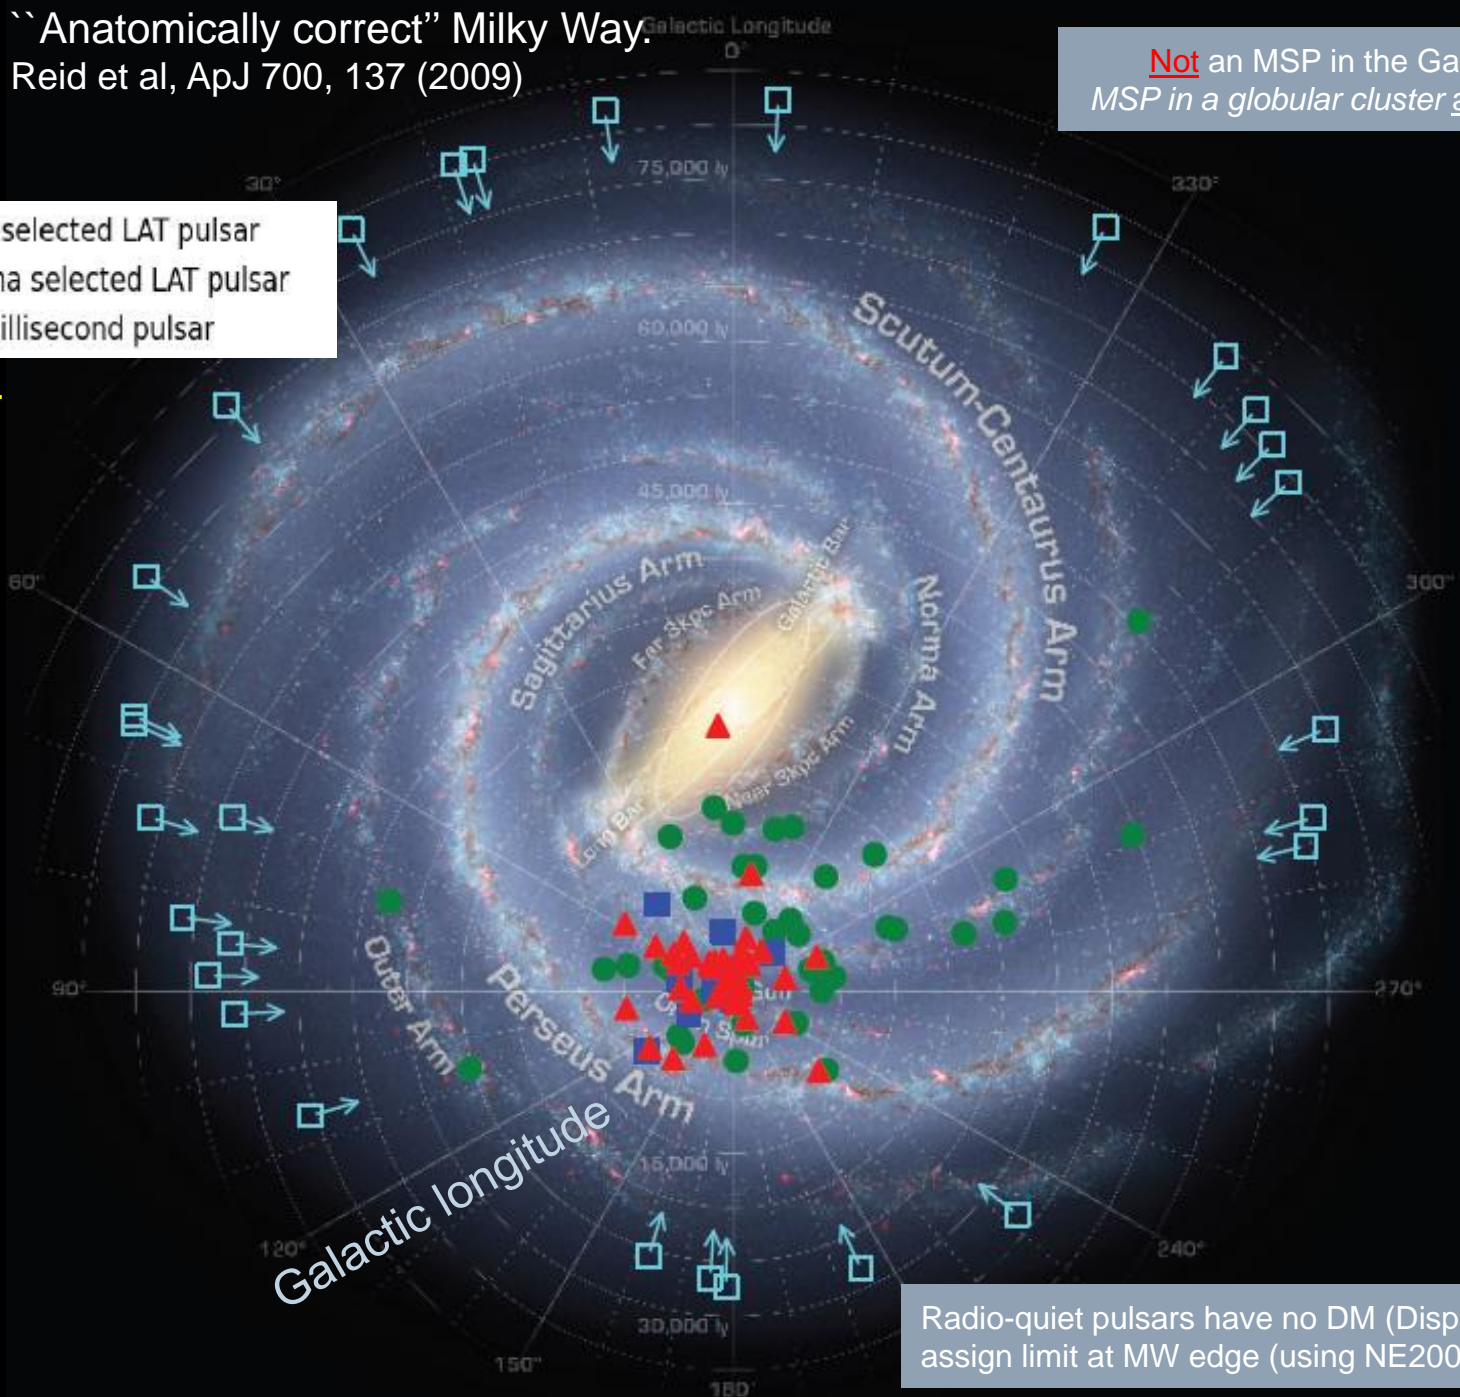 ``Anatomically correct'' Milky Way.
Reid et al, ApJ 700, 137 (2009)
Galactic Longitude
0°
Not an MSP in the Ga
MSP in a globular cluster a
75,000 ly
30°
330°
selected LAT pulsar
a selected LAT pulsar
illisecond pulsar
60,000 ly
Scutum-Centaurus Arm
45,000 ly
60°
300°
Sagittarius Arm
Far 3kpc Arm
Galactic Bar
Norma Arm
Near 3kpc Arm
Long Bar
Outer Arm
Perseus Arm
90°
Sun
270°
Galactic longitude
15,000 ly
120°
240°
30,000 ly
150°
180°
Radio-quiet pulsars have no DM (Disp
assign limit at MW edge (using NE200